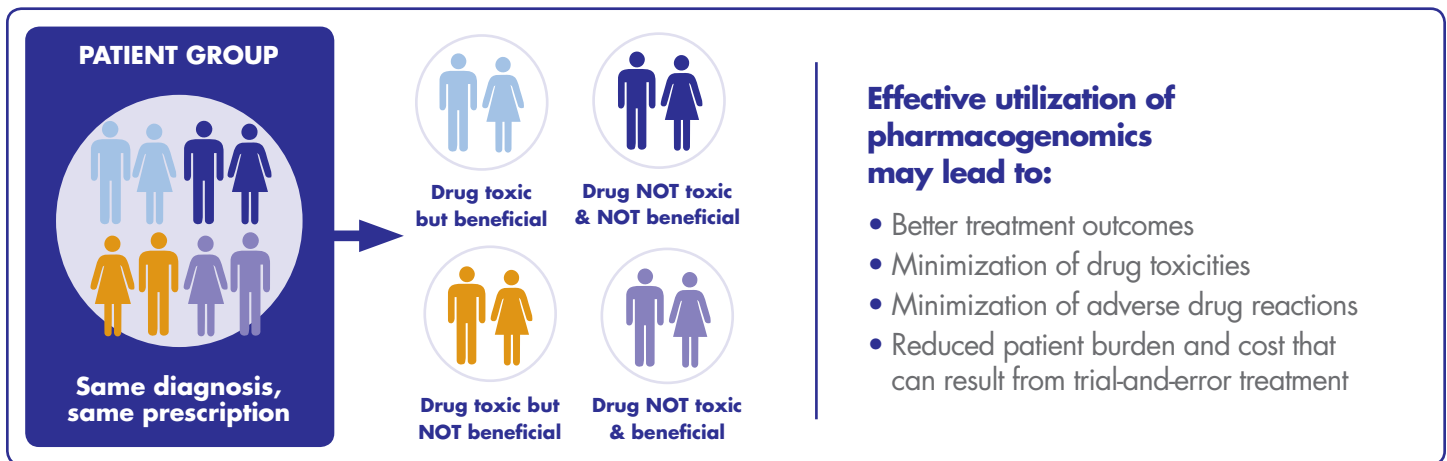 PATIENT GROUP
Same diagnosis,
same prescription
Drug toxic
but beneficial
Drug NOT toxic
& NOT beneficial
Drug toxic but
NOT beneficial
Drug NOT toxic
& beneficial
Effective utilization of
pharmacogenomics
may lead to:
• Better treatment outcomes
• Minimization of drug toxicities
• Minimization of adverse drug reactions
• Reduced patient burden and cost that
can result from trial-and-error treatment